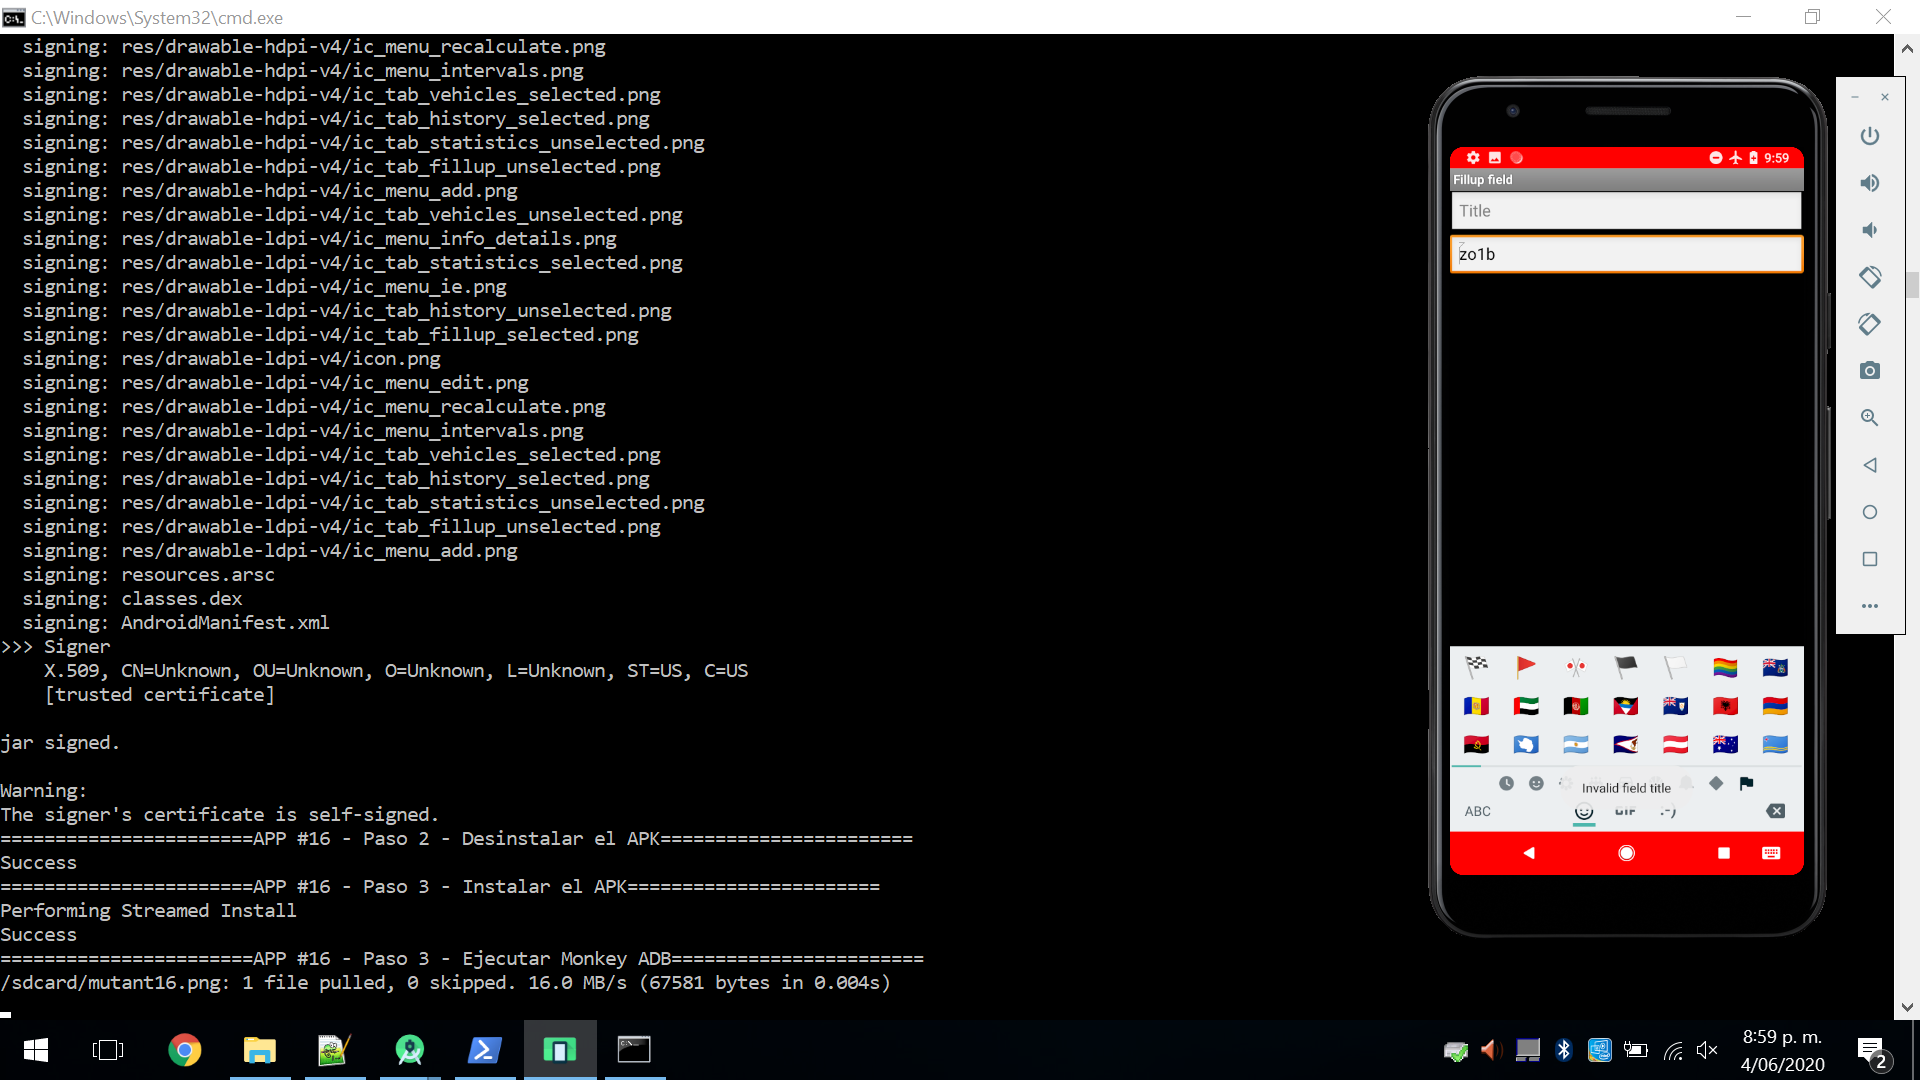 C:\Windows\System32\cmd.exe
signing: res/drawable-hdpi-v4/ic_menu_recalculate.png
signing: res/drawable-hdpi-v4/ic_menu_intervals.png
signing: res/drawable-hdpi-v4/ic_tab_vehicles_selected.png
signing: res/drawable-hdpi-v4/ic_tab_history_selected.png
signing: res/drawable-hdpi-v4/ic_tab_statistics_unselected.png
signing: res/drawable-hdpi-v4/ic_tab_fillup_unselected.png
signing: res/drawable-hdpi-v4/ic_menu_add.png
signing: res/drawable-ldpi-v4/ic_tab_vehicles_unselected.png
signing: res/drawable-ldpi-v4/ic_menu_info_details.png
signing: res/drawable-ldpi-v4/ic_tab_statistics_selected.png
signing: res/drawable-ldpi-v4/ic_menu_ie.png
signing: res/drawable-ldpi-v4/ic_tab_history_unselected.png
signing: res/drawable-ldpi-v4/ic_tab_fillup_selected.png
signing: res/drawable-ldpi-v4/icon.png
signing: res/drawable-ldpi-v4/ic_menu_edit.png
signing: res/drawable-ldpi-v4/ic_menu_recalculate.png
signing: res/drawable-ldpi-v4/ic_menu_intervals.png
signing: res/drawable-ldpi-v4/ic_tab_vehicles_selected.png
signing: res/drawable-ldpi-v4/ic_tab_history_selected.png
signing: res/drawable-ldpi-v4/ic_tab_statistics_unselected.png
signing: res/drawable-ldpi-v4/ic_tab_fillup_unselected.png
signing: res/drawable-ldpi-v4/ic_menu_add.png
signing: resources.arsc
signing: classes.dex
signing: AndroidManifest.xml
>>> Signer
X.509, CN=Unknown, OU=Unknown, O=Unknown, L=Unknown, ST=US, C=US
[trusted certificate]
jar signed.
Warning:
The signer's certificate is self-signed.
=======================APP #16 - Paso 2 - Desinstalar el APK=======================
Success
=======================APP #16 - Paso 3 - Instalar el APK=======================
Performing Streamed Install
Success
=======================APP #16 - Paso 3 - Ejecutar Monkey ADB=======================
/sdcard/mutant16.png: 1 file pulled, 0 skipped. 16.0 MB/s (67581 bytes in 0.004s)
9:59
Fillup field
Title
zo1b
Invalid field title
ABC
GIF
:-)
8:59 p. m.
4/06/2020
2